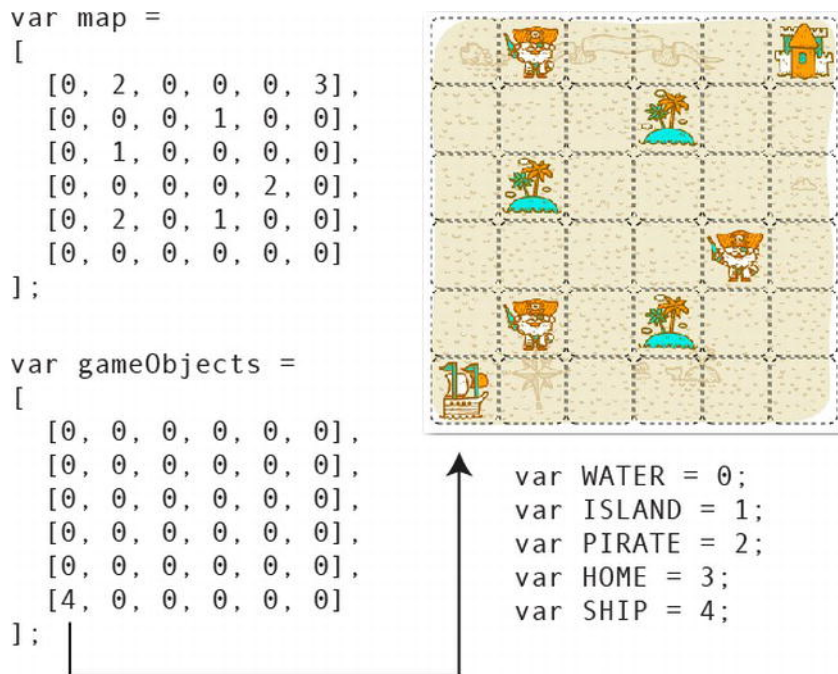 var map =
[
[0, 2, 0, 0, 0, 3],
[0, 0, 0, 1, 0, 0],
[0, 1, 0, 0, 0, 0],
[0, 0, 0, 0, 2, 0],
[0, 2, 0, 1, 0, 0],
[0, 0, 0, 0, 0, 0]
];
var gameObjects =
[
[0, 0, 0, 0, 0, 0],
[0, 0, 0, 0, 0, 0],
[0, 0, 0, 0, 0, 0],
[0, 0, 0, 0, 0, 0],
[0, 0, 0, 0, 0, 0],
[4, 0, 0, 0, 0, 0]
];
var WATER = 0;
var ISLAND = 1;
var PIRATE = 2;
var HOME = 3;
var SHIP = 4;